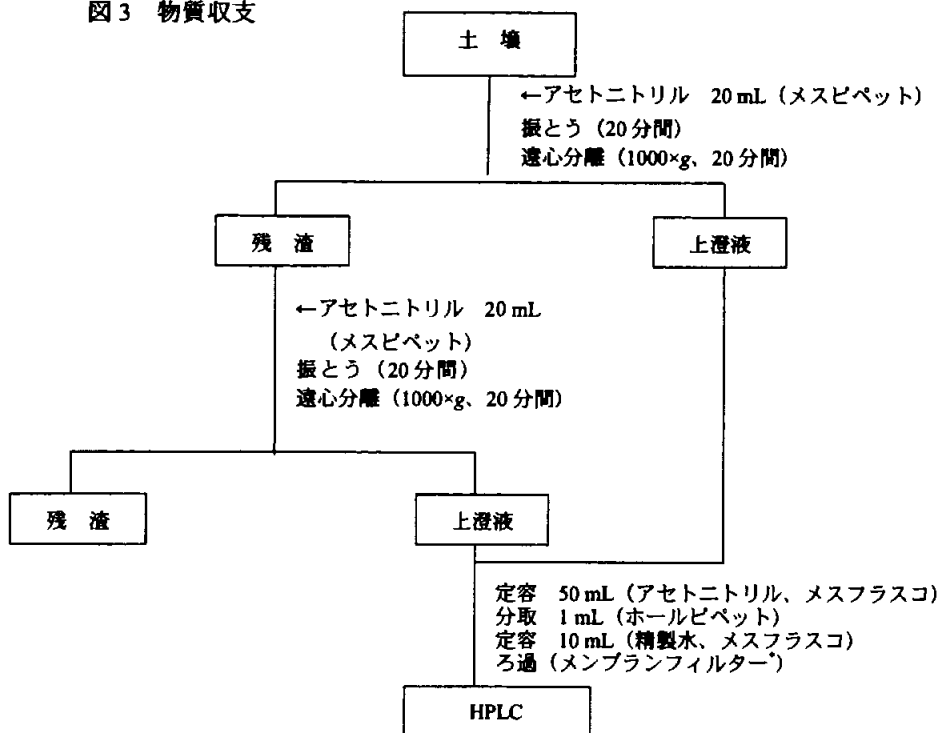 図3 物質収支
土 壌
←アセトニトリル 20 mL（メスピペット）
振とう（20分間）
遠心分離（1000×g、20分間）
残 渣
上澄液
←アセトニトリル 20 mL
（メスピペット）
振とう（20分間）
遠心分離（1000×g、20分間）
残 渣
上澄液
定容 50 mL（アセトニトリル、メスフラスコ）
分取 1 mL（ホールピペット）
定容 10 mL（精製水、メスフラスコ）
ろ過（メンブランフィルター*）
HPLC